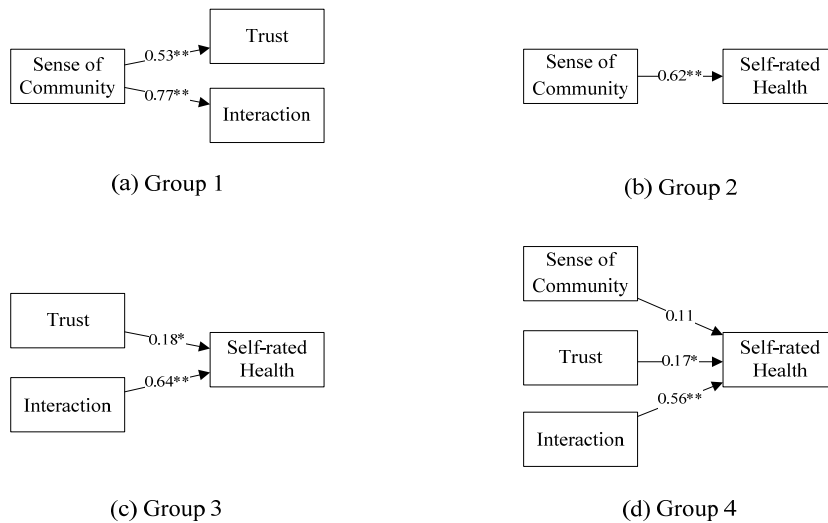 Sense of
Community
0.53**
0.77**
Trust
Interaction
(a) Group 1
Sense of
Community
0.62**
Self-rated
Health
(b) Group 2
Trust
Interaction
0.18*
0.64**
Self-rated
Health
(c) Group 3
Sense of
Community
Trust
Interaction
0.11
0.17*
0.56**
Self-rated
Health
(d) Group 4